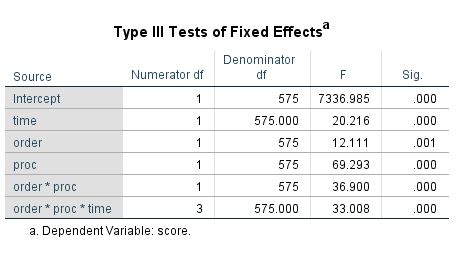 Type III Tests of Fixed Effects^a
Source Numerator df Denominator df F Sig.
Intercept 1 575 7336.985 .000
time 1 575.000 20.216 .000
order 1 575 12.111 .001
proc 1 575 69.293 .000
order * proc 1 575 36.900 .000
order * proc * time 3 575.000 33.008 .000
a. Dependent Variable: score.